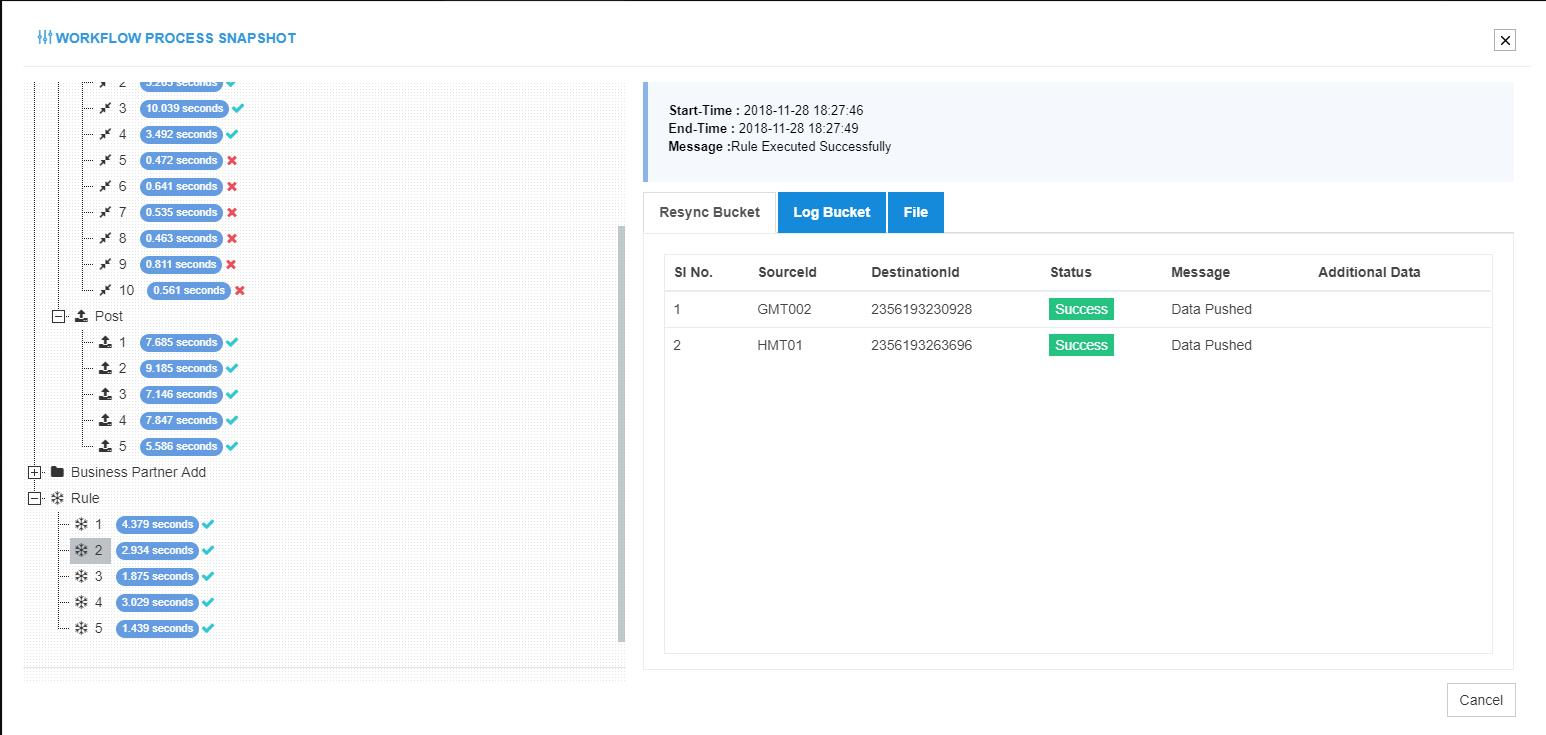 WORKFLOW PROCESS SNAPSHOT
2 3.263 seconds
3 10.039 seconds
4 3.492 seconds
5 0.472 seconds
6 0.641 seconds
7 0.535 seconds
8 0.463 seconds
9 0.811 seconds
10 0.561 seconds
Post
1 7.685 seconds
2 9.185 seconds
3 7.146 seconds
4 7.847 seconds
5 5.586 seconds
Business Partner Add
Rule
1 4.379 seconds
2 2.934 seconds
3 1.875 seconds
4 3.029 seconds
5 1.439 seconds
Start-Time : 2018-11-28 18:27:46
End-Time : 2018-11-28 18:27:49
Message :Rule Executed Successfully
Resync Bucket Log Bucket File
Sl No. SourceId DestinationId Status Message Additional Data
1 GMT002 2356193230928 Success Data Pushed
2 HMT01 2356193263696 Success Data Pushed
Cancel